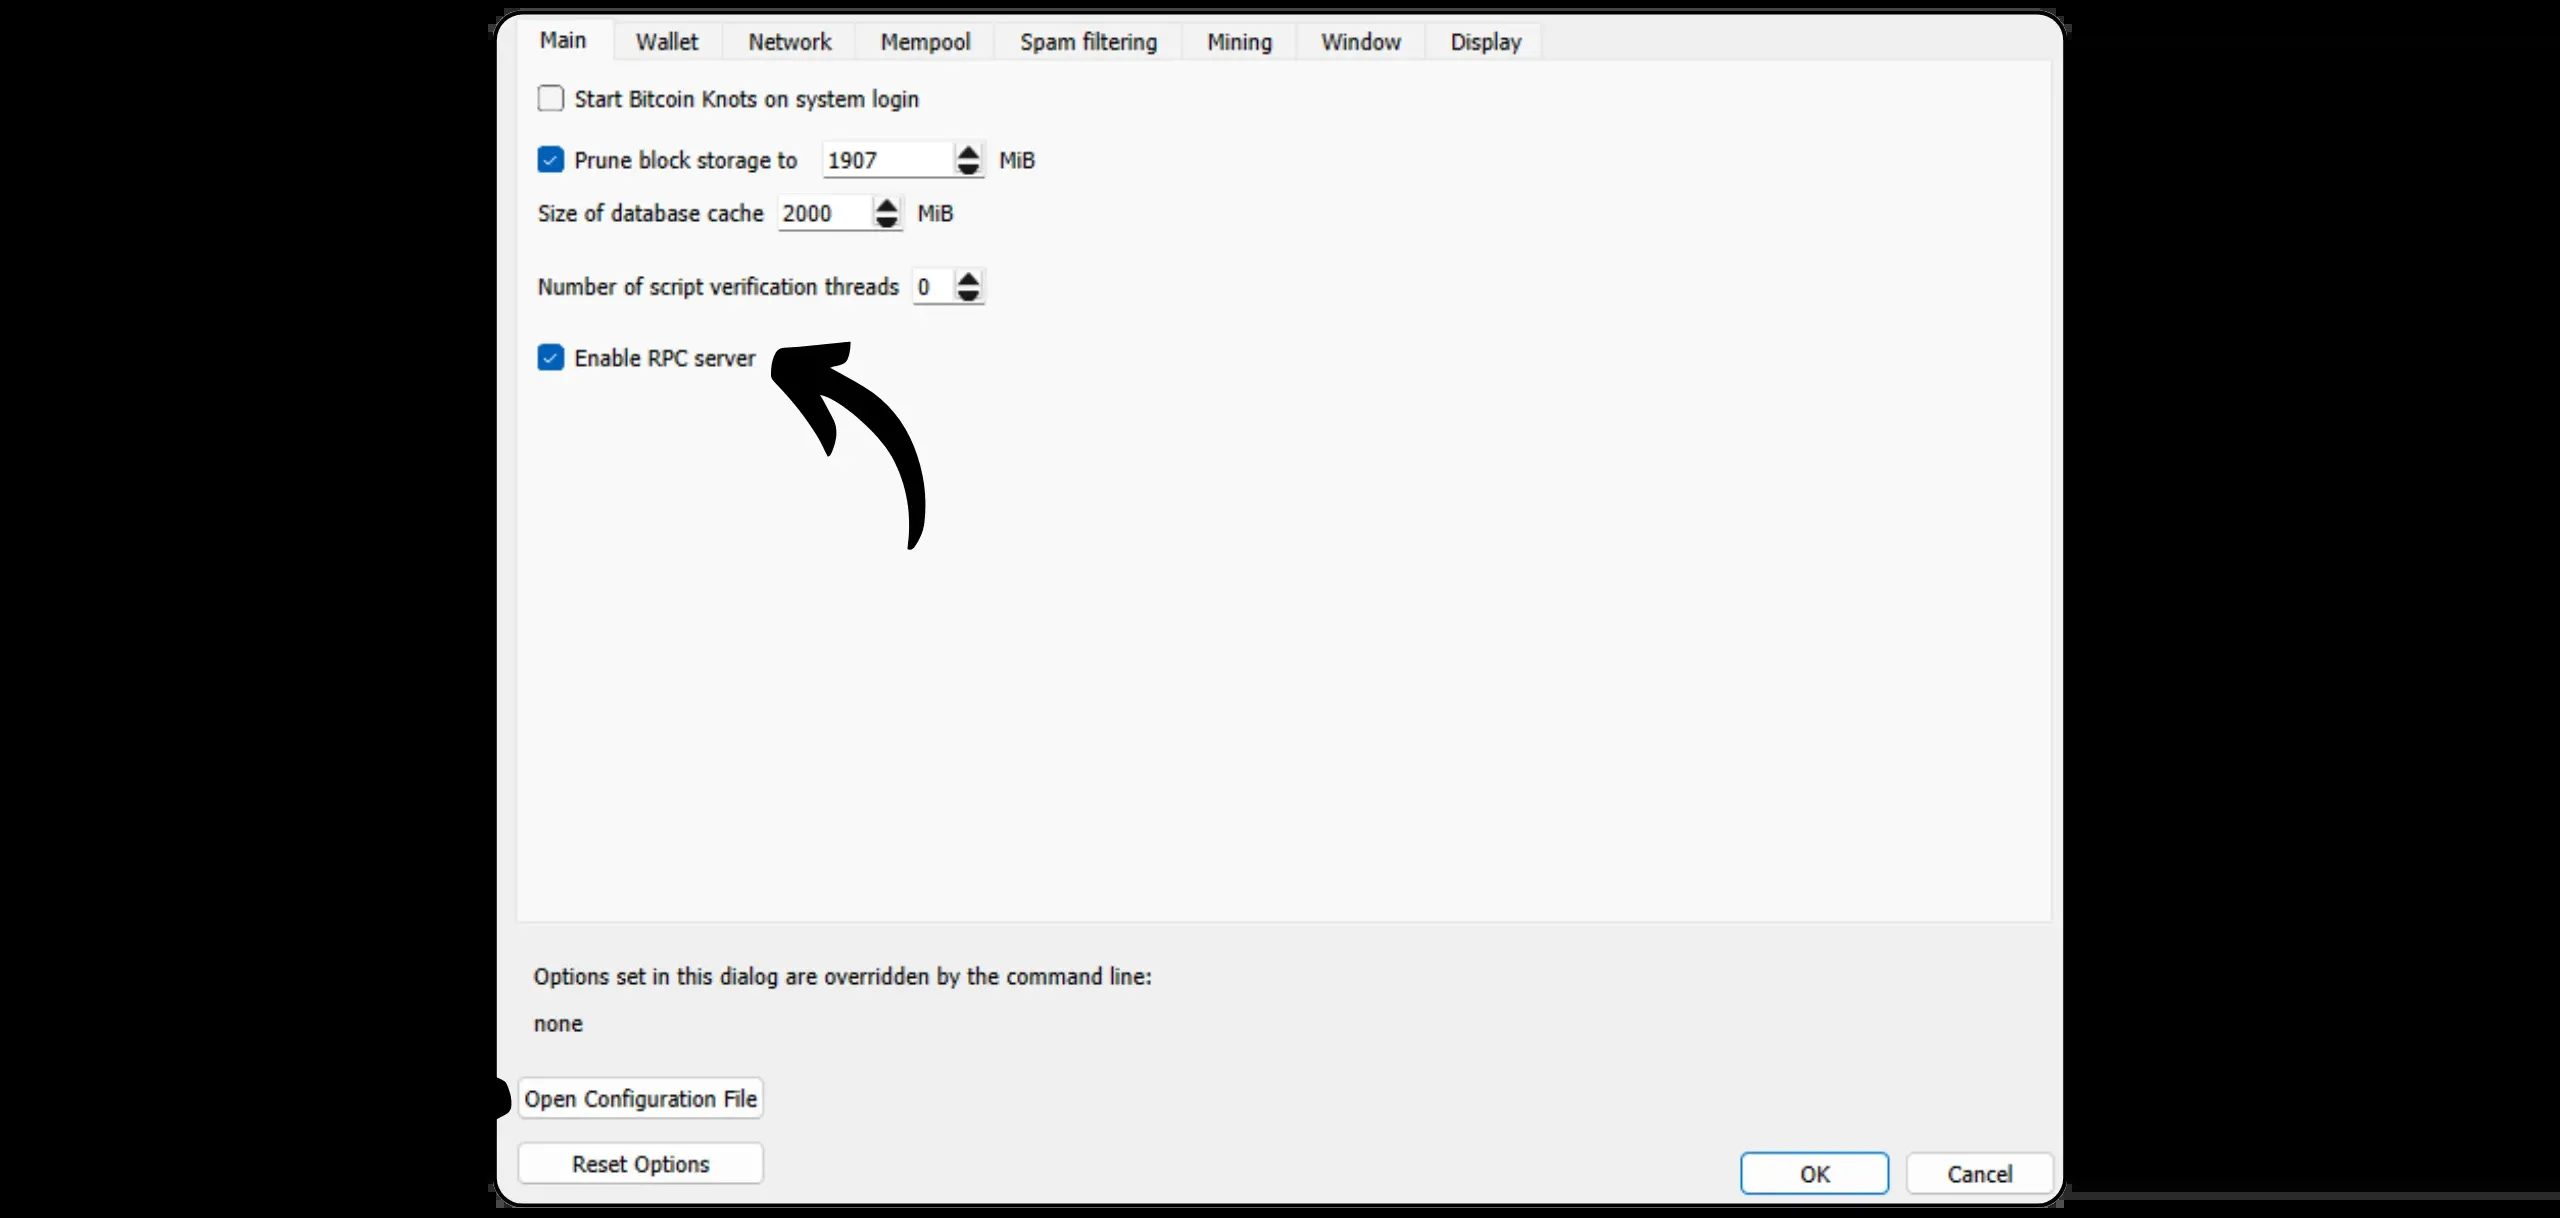 Main Wallet Network Mempool Spam filtering Mining Window Display
Start Bitcoin Knots on system login
Prune block storage to 1907 MiB
Size of database cache 2000 MiB
Number of script verification threads 0
Enable RPC server
Options set in this dialog are overridden by the command line:
none
Open Configuration File
Reset Options
OK Cancel